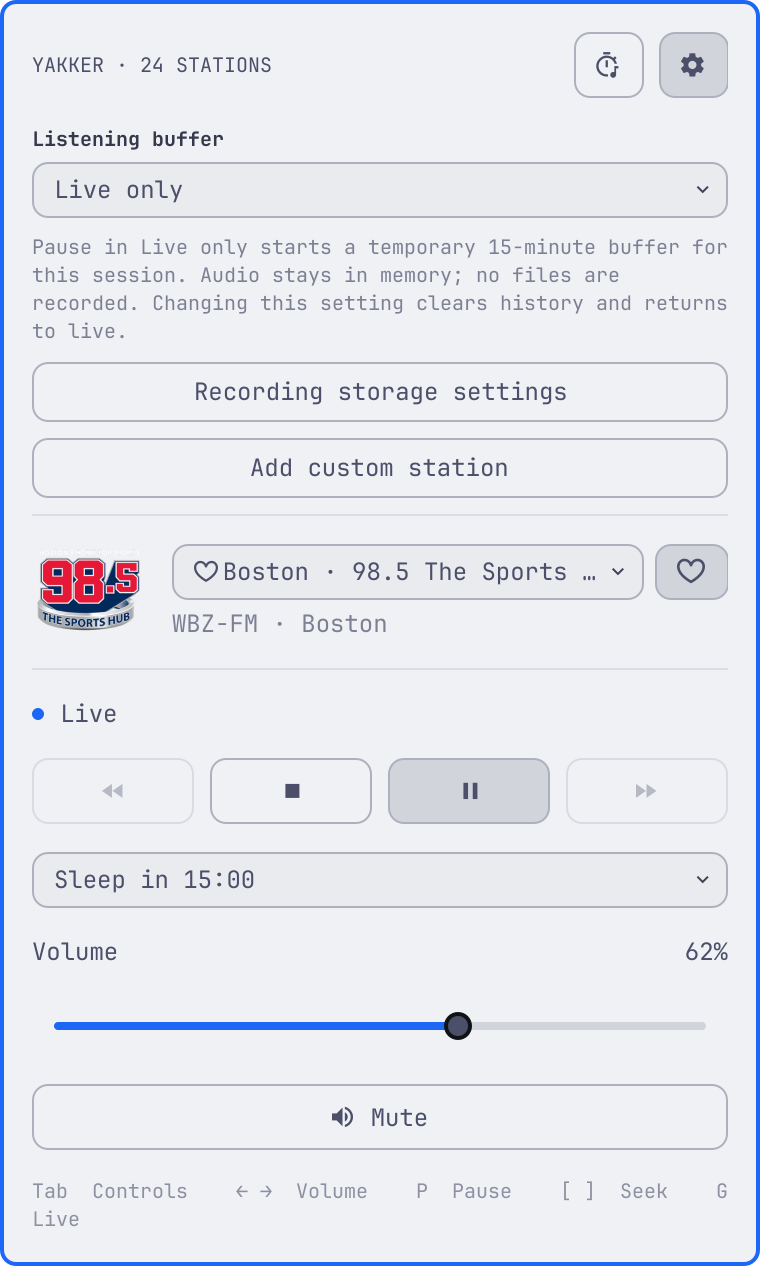 YAKKER · 24 STATIONS
Listening buffer
Live only
Pause in Live only starts a temporary 15-minute buffer for
this session. Audio stays in memory; no files are
recorded. Changing this setting clears history and returns
to live.
Recording storage settings
Add custom station
98.5
THE SPORTS HUB
Boston · 98.5 The Sports …
WBZ-FM · Boston
Live
Sleep in 15:00
Volume 62%
Mute
Tab Controls ← → Volume P Pause [ ] Seek G
Live